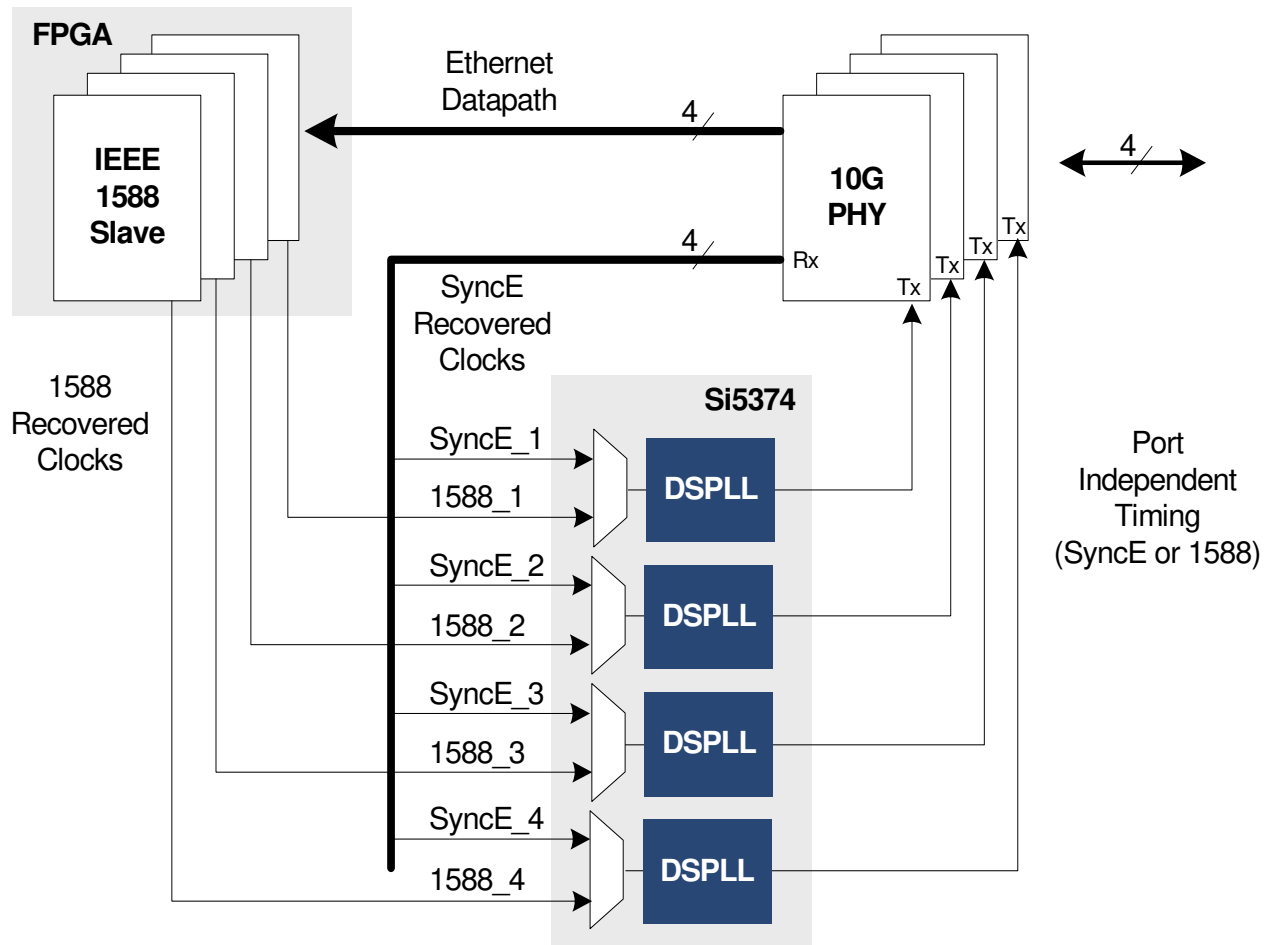 FPGA
IEEE
1588
Slave
Ethernet
Datapath
4
10G
PHY
4
4
Rx
Tx
Tx
Tx
Tx
SyncE
Recovered
Clocks
1588
Recovered
Clocks
Si5374
SyncE_1
1588_1
DSPLL
SyncE_2
1588_2
DSPLL
SyncE_3
1588_3
DSPLL
SyncE_4
1588_4
DSPLL
Port
Independent
Timing
(SyncE or 1588)